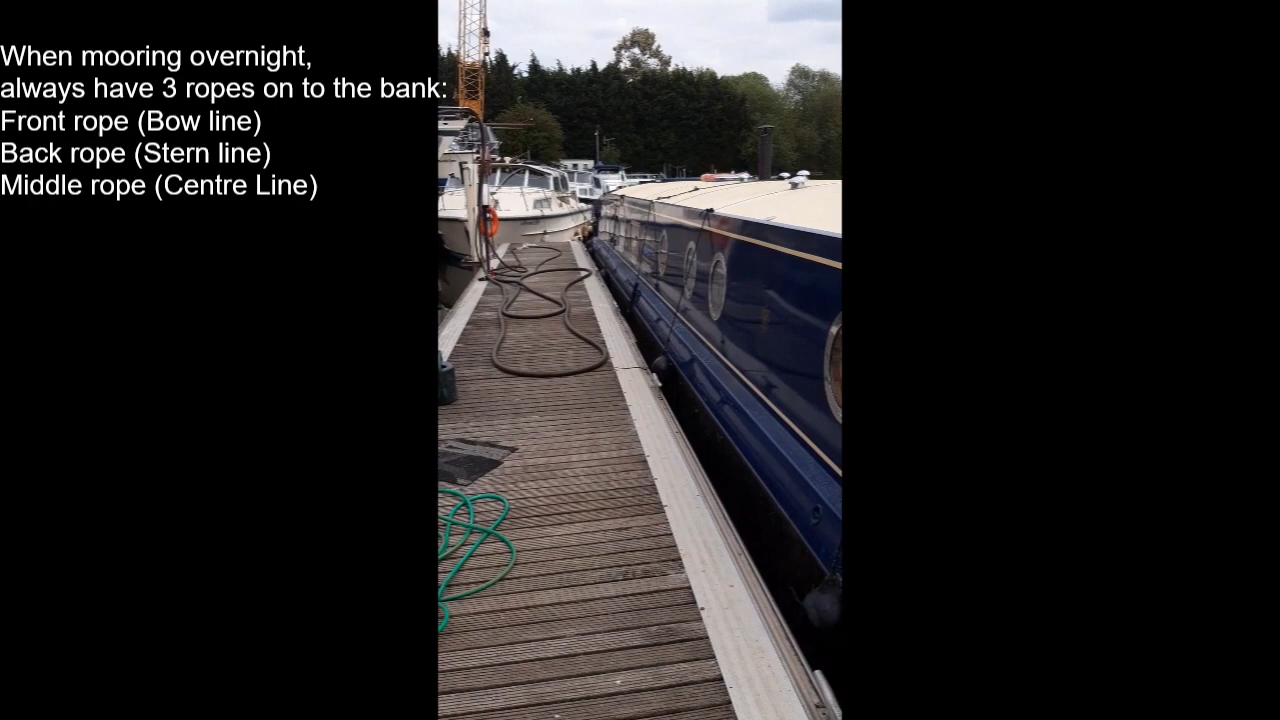 When mooring overnight,
always have 3 ropes on to the bank:
Front rope (Bow line)
Back rope (Stern line)
Middle rope (Centre Line)